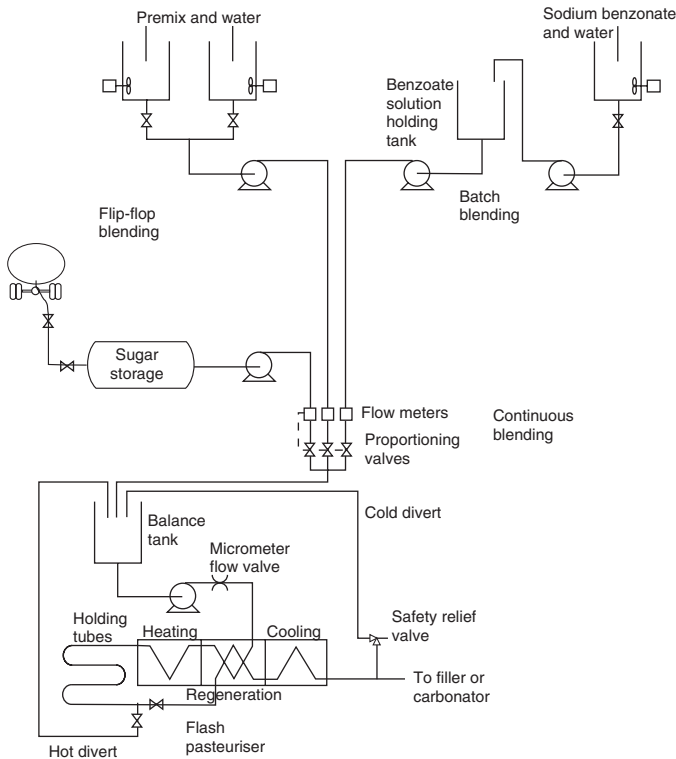 Premix and water
Sodium benzonate
and water
Benzoate
solution
holding
tank
Batch
blending
Flip-flop
blending
Sugar
storage
Flow meters
Proportioning
valves
Continuous
blending
Cold divert
Balance
tank
Micrometer
flow valve
Holding
tubes
Heating
Cooling
Regeneration
Safety relief
valve
To filler or
carbonator
Flash
pasteuriser
Hot divert